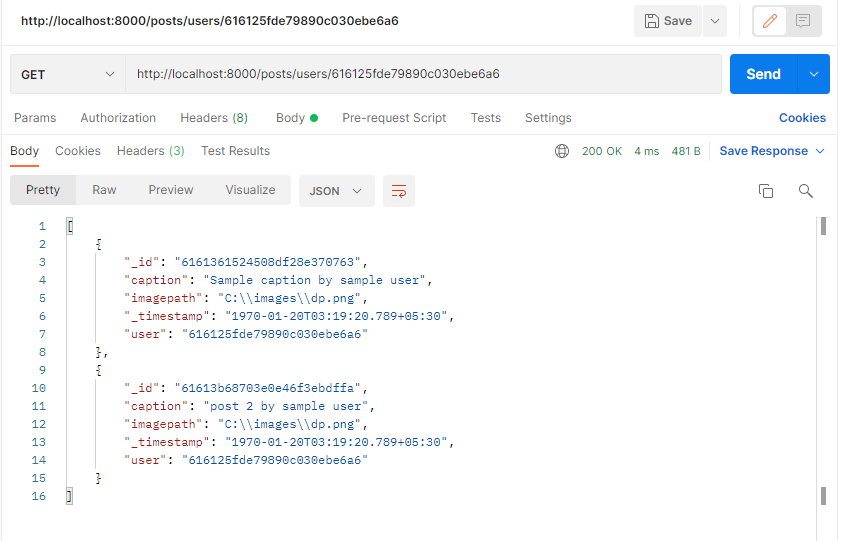 http://localhost:8000/posts/users/616125fde79890c030ebe6a6 Save
GET http://localhost:8000/posts/users/616125fde79890c030ebe6a6 Send
Params Authorization Headers (8) Body Pre-request Script Tests Settings Cookies
Body Cookies Headers (3) Test Results 200 OK 4 ms 481 B Save Response
Pretty Raw Preview Visualize JSON
1 [
2 {
3 "_id": "6161361524508df28e370763",
4 "caption": "Sample caption by sample user",
5 "imagepath": "C:\\images\\dp.png",
6 "_timestamp": "1970-01-20T03:19:20.789+05:30",
7 "user": "616125fde79890c030ebe6a6"
8 },
9 {
10 "_id": "61613b68703e0e46f3ebdffa",
11 "caption": "post 2 by sample user",
12 "imagepath": "C:\\images\\dp.png",
13 "_timestamp": "1970-01-20T03:19:20.789+05:30",
14 "user": "616125fde79890c030ebe6a6"
15 }
16 ]